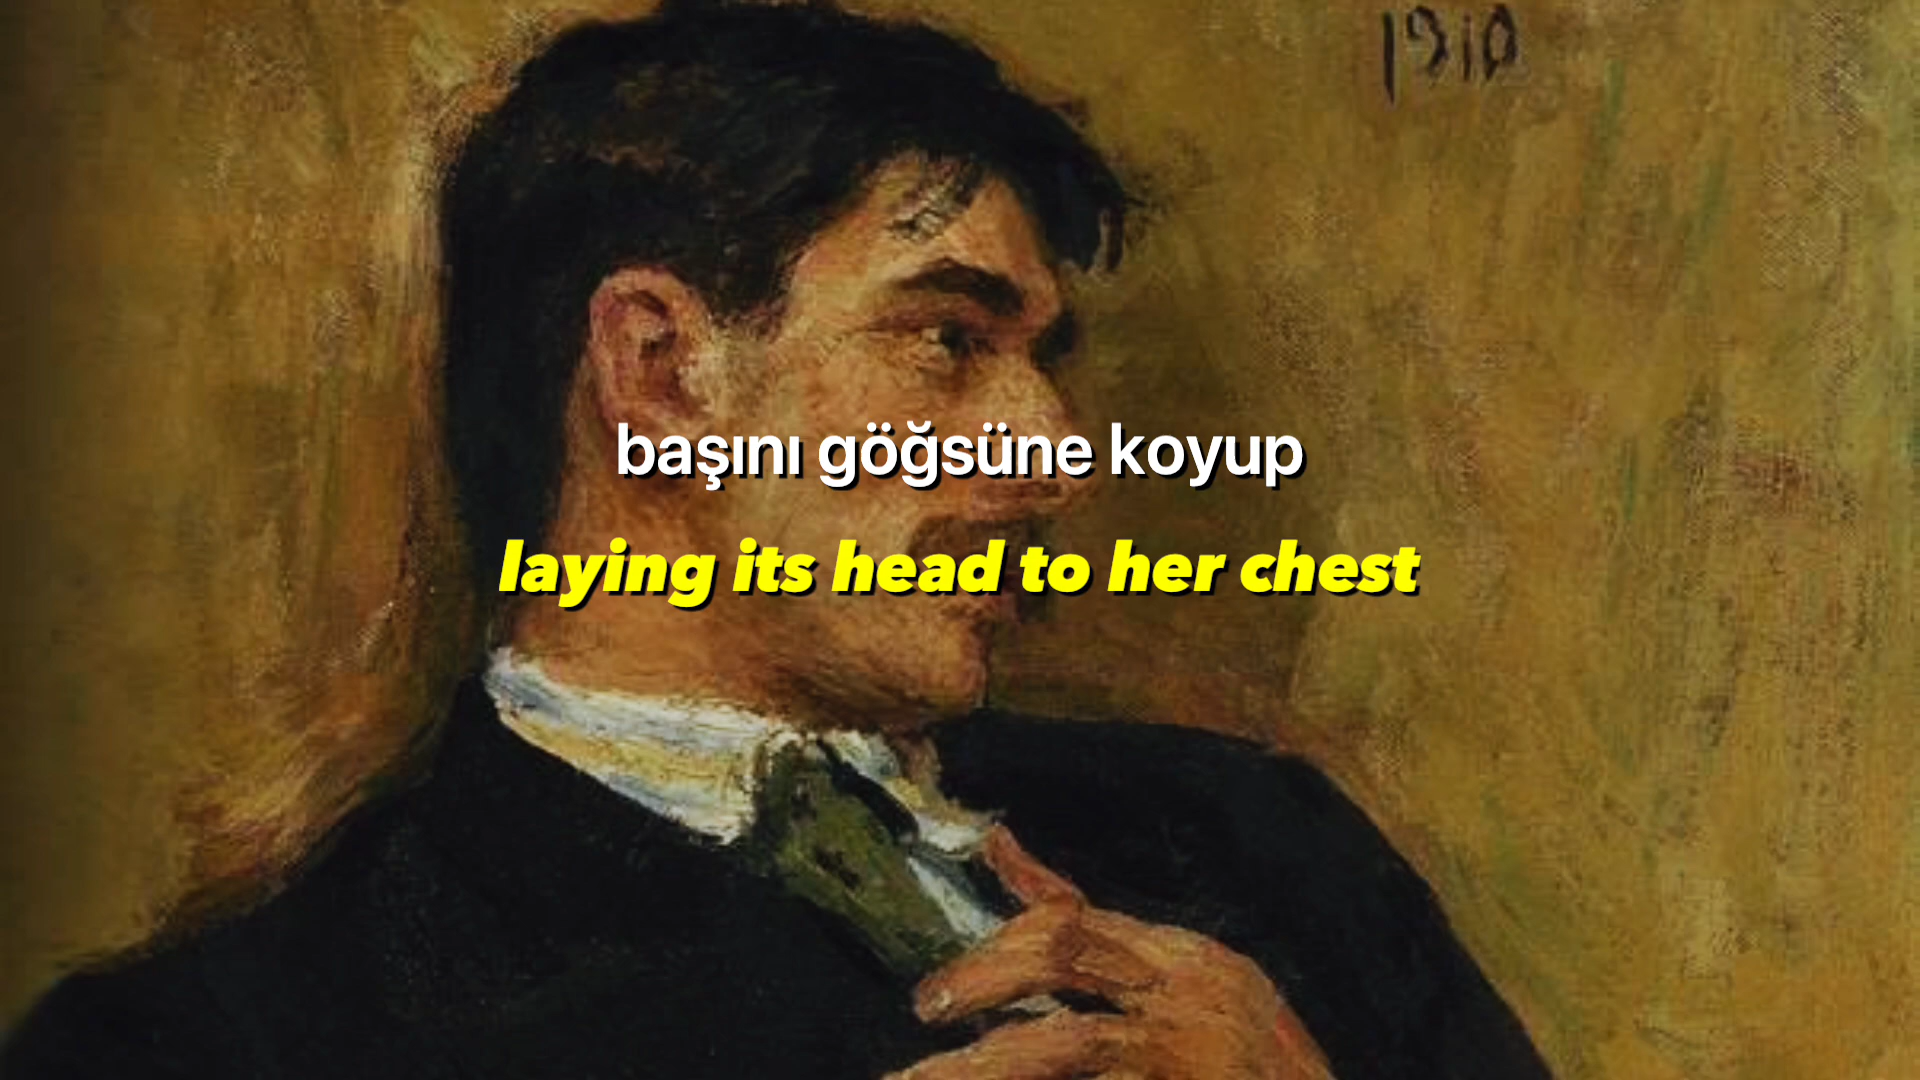 1910
başını göğsüne koyup
laying its head to her chest